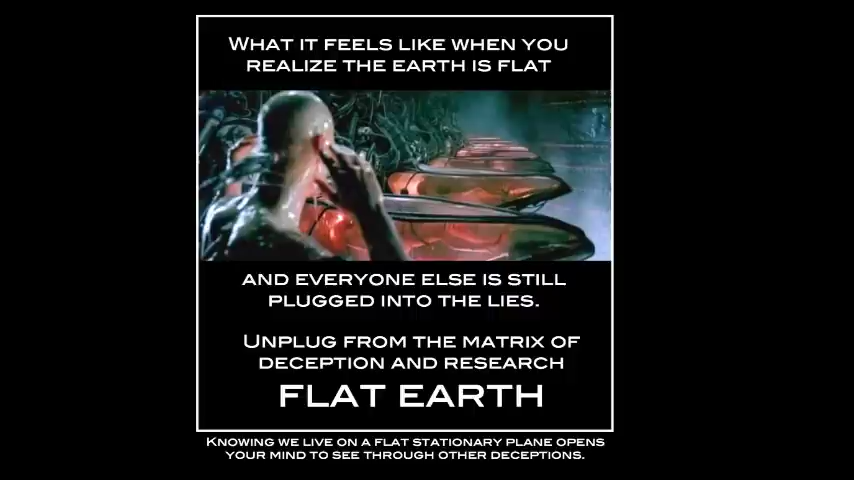 What it feels like when you
realize the earth is flat
and everyone else is still
plugged into the lies.
Unplug from the matrix of
deception and research
FLAT EARTH
Knowing we live on a flat stationary plane opens
your mind to see through other deceptions.